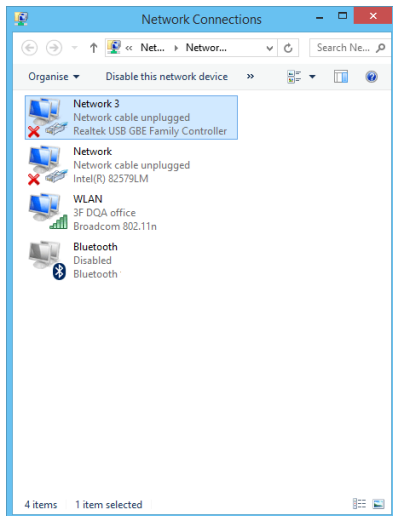 Network Connections
« Net... Networ... Search Ne...
Organise Disable this network device »
Network 3
Network cable unplugged
Realtek USB GBE Family Controller
Network
Network cable unplugged
Intel(R) 82579LM
WLAN
3F DQA office
Broadcom 802.11n
Bluetooth
Disabled
Bluetooth
4 items 1 item selected